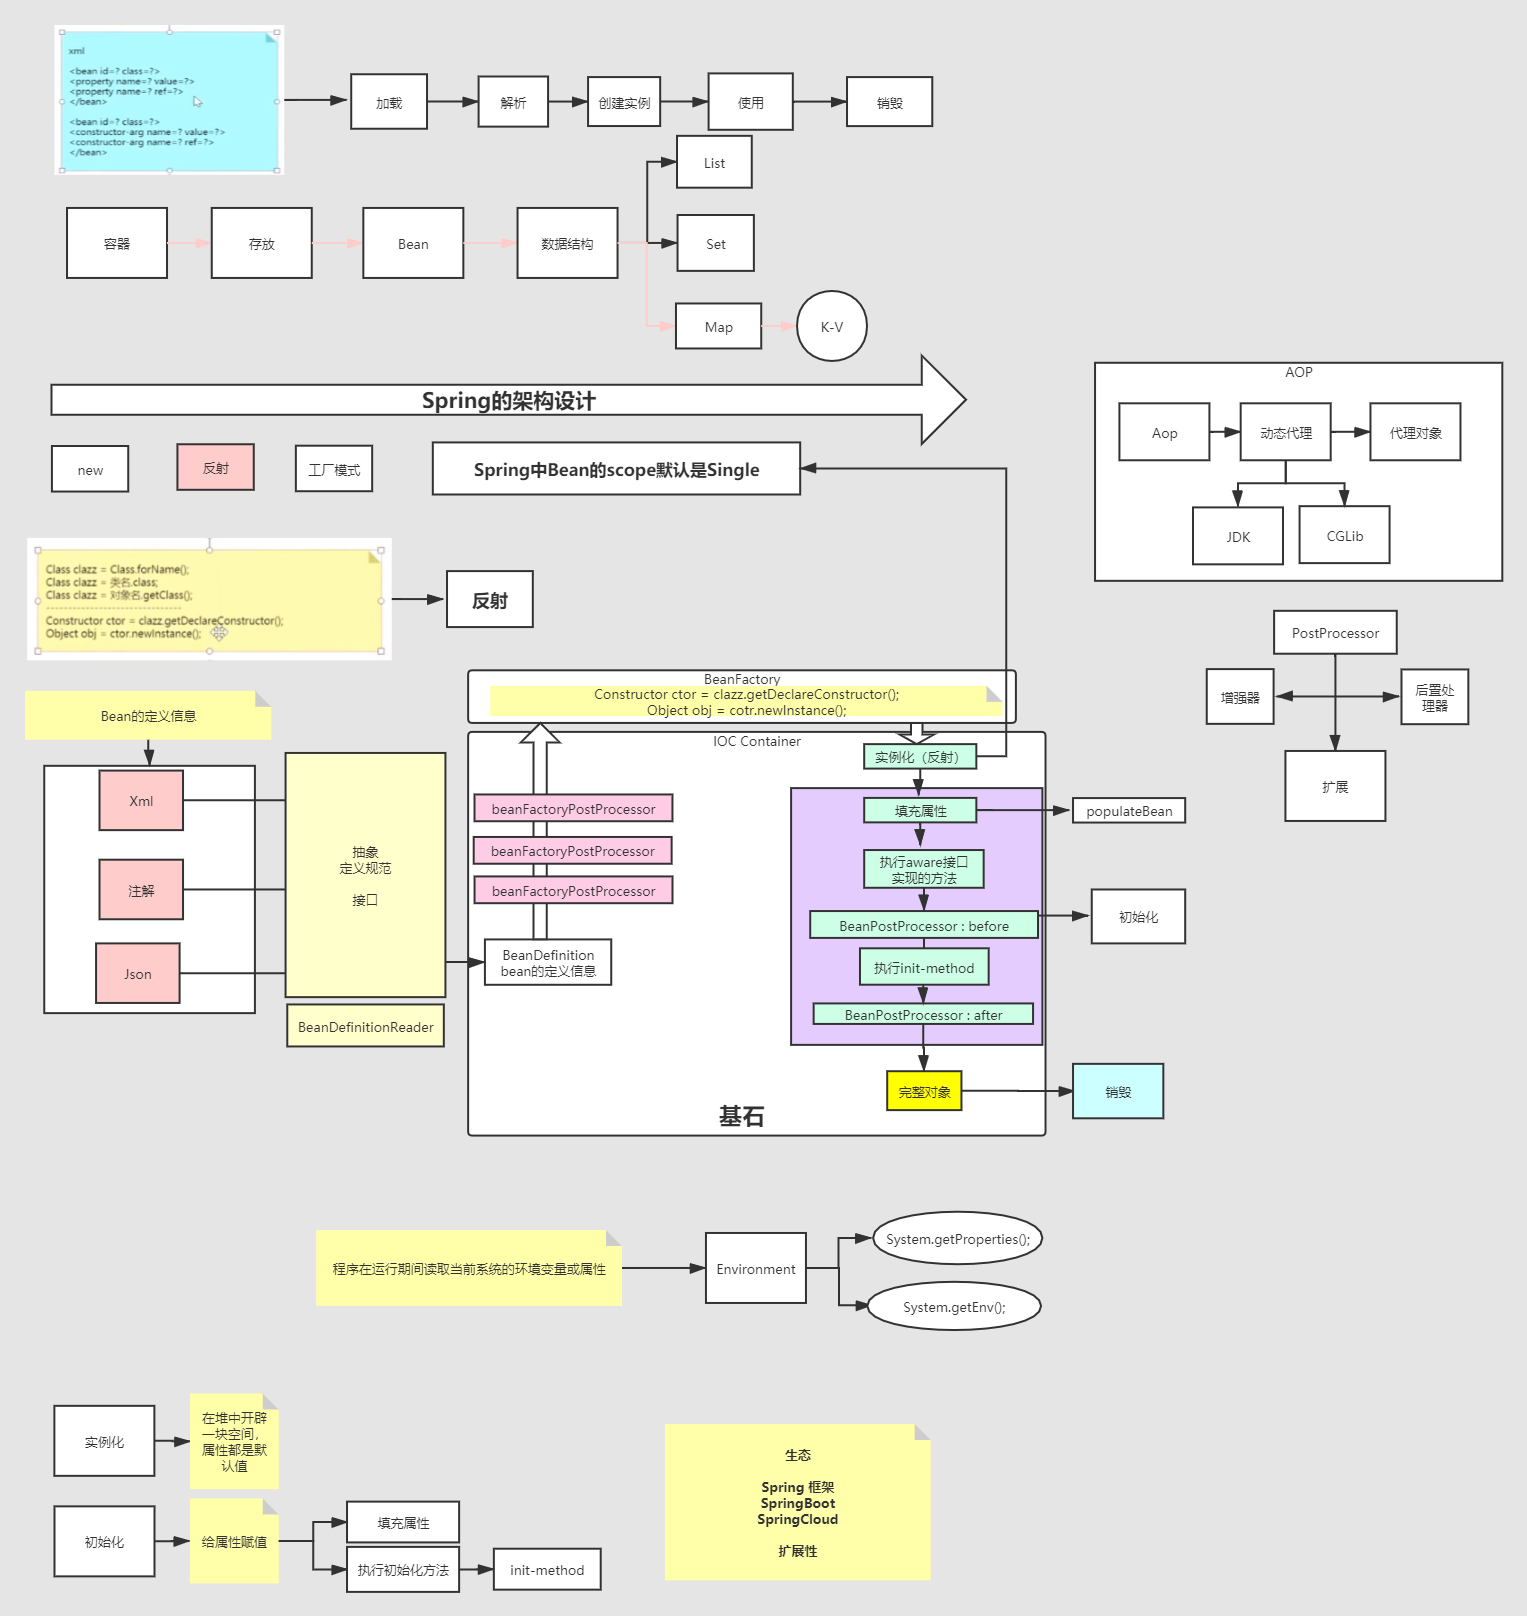 xml
<bean id=? class=?>
<property name=? value=?>
<property name=? ref=?>
</bean>
<bean id=? class=?>
<constructor-arg name=? value=?>
<constructor-arg name=? ref=?>
</bean>
加载
解析
创建实例
使用
销毁
List
容器
存放
Bean
数据结构
Set
Map
K-V
Spring的架构设计
new
反射
工厂模式
Spring中Bean的scope默认是Single
AOP
Aop
动态代理
代理对象
JDK
CGLib
Class clazz = Class.forName();
Class clazz = 类名.class;
Class clazz = 对象名.getClass();
---------------------------------
Constructor ctor = clazz.getDeclareConstructor();
Object obj = ctor.newInstance();
反射
PostProcessor
增强器
后置处
理器
扩展
BeanFactory
Constructor ctor = clazz.getDeclareConstructor();
Object obj = cotr.newInstance();
Bean的定义信息
Xml
注解
Json
抽象
定义规范
接口
BeanDefinitionReader
IOC Container
beanFactoryPostProcessor
beanFactoryPostProcessor
beanFactoryPostProcessor
BeanDefinition
bean的定义信息
实例化（反射）
填充属性
populateBean
执行aware接口
实现的方法
BeanPostProcessor : before
初始化
执行init-method
BeanPostProcessor : after
完整对象
销毁
基石
程序在运行期间读取当前系统的环境变量或属性
Environment
System.getProperties();
System.getEnv();
实例化
在堆中开辟
一块空间，
属性都是默
认值
初始化
给属性赋值
填充属性
执行初始化方法
init-method
生态
Spring 框架
SpringBoot
SpringCloud
扩展性